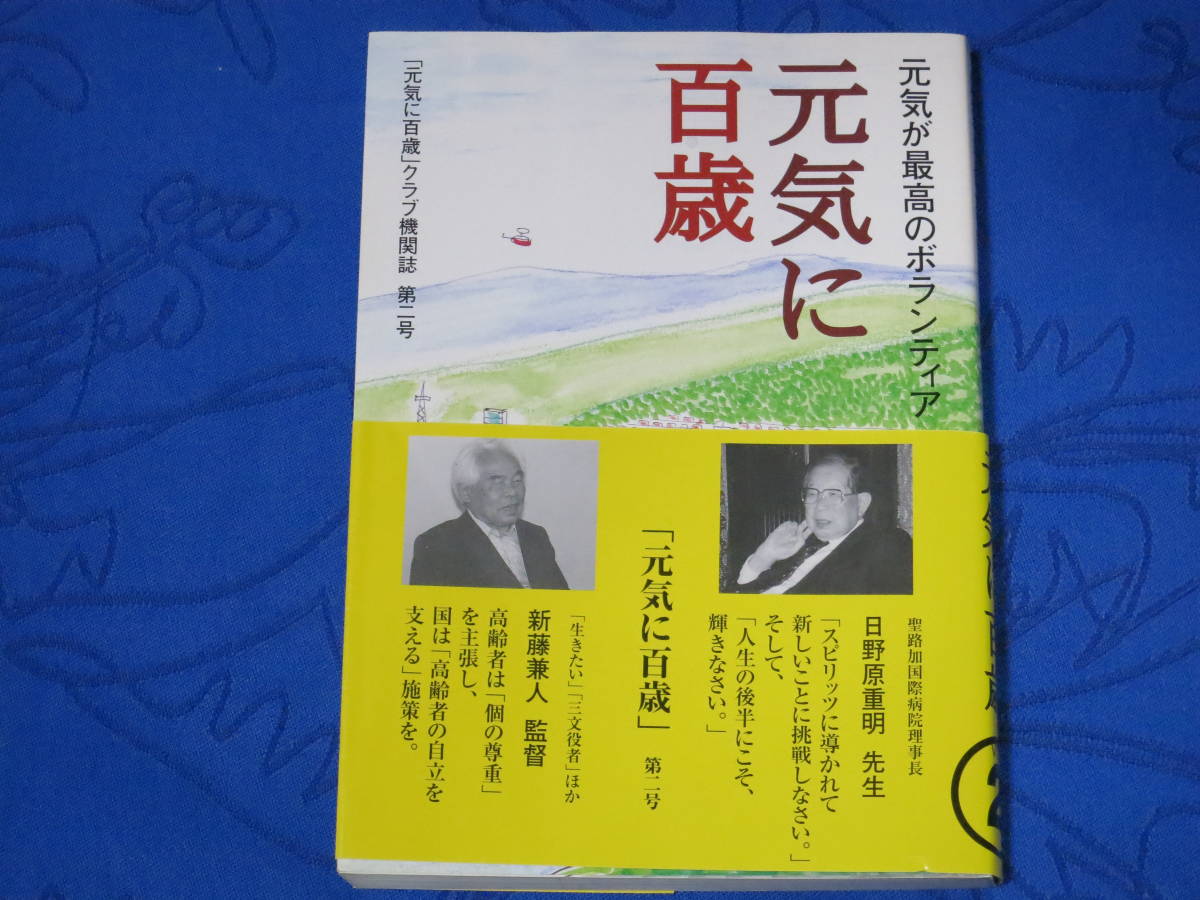 元気が最高のボランティア
元気に
百歳
「元気に百歳」クラブ機関誌 第二号
聖路加国際病院理事長
日野原重明 先生
「スピリッツに導かれて
新しいことに挑戦しなさい。」
そして、
「人生の後半にこそ、
輝きなさい。」
「元気に百歳」 第二号
「生きたい」「三文役者」ほか
新藤兼人 監督
高齢者は「個の尊重」
を主張し、
国は「高齢者の自立を
支える」施策を。
元気に百歳
2